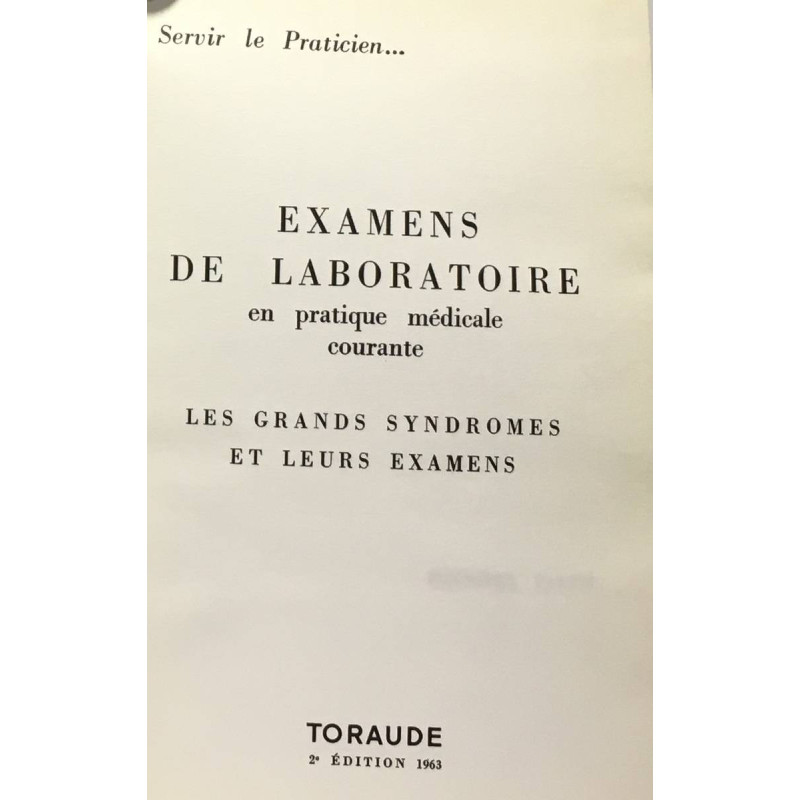 Servir le Praticien...
EXAMENS
DE LABORATOIRE
en pratique médicale
courante
LES GRANDS SYNDROMES
ET LEURS EXAMENS
TORAUDE
2e ÉDITION 1963